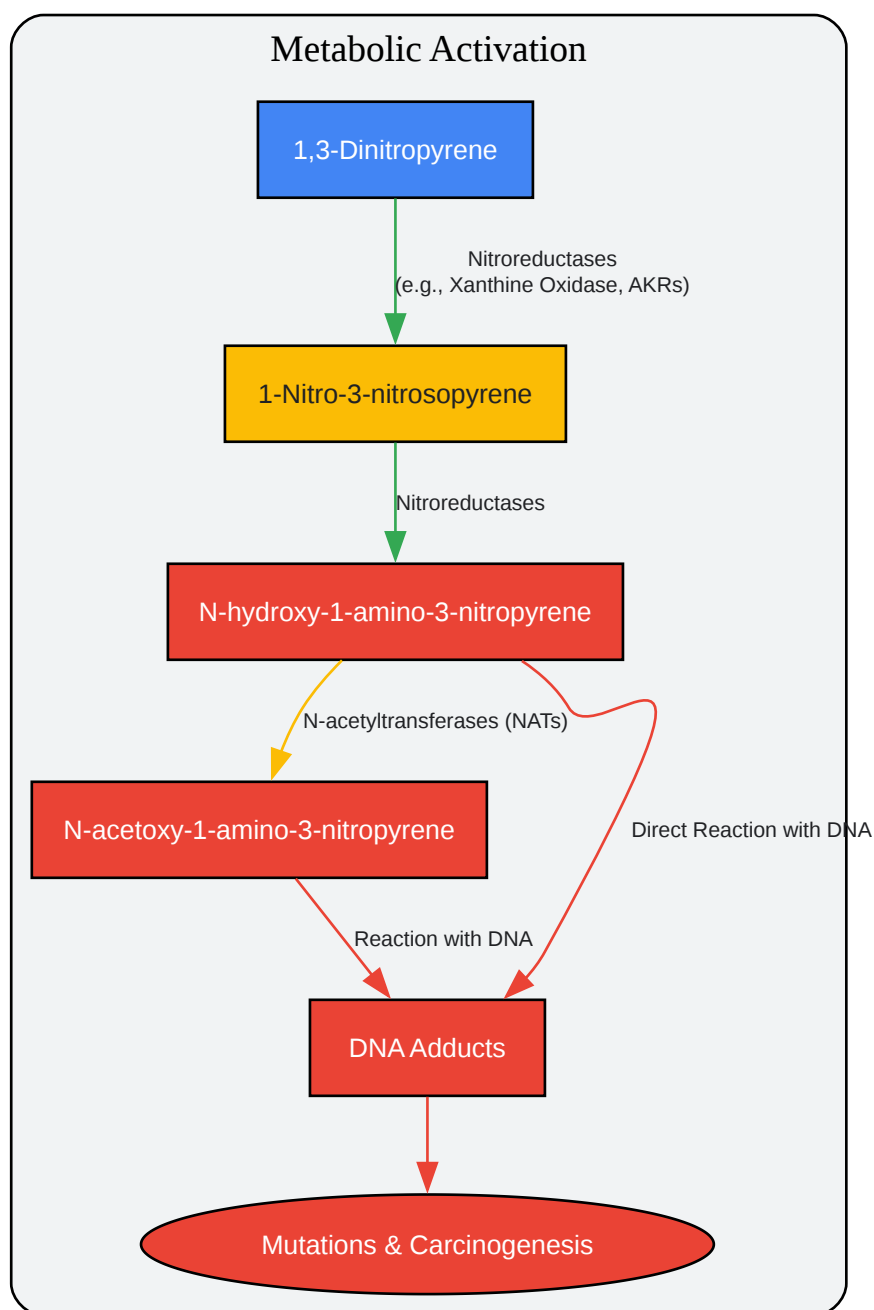 Metabolic Activation
1,3-Dinitropyrene
Nitroreductases
(e.g., Xanthine Oxidase, AKRs)
1-Nitro-3-nitrosopyrene
Nitroreductases
N-hydroxy-1-amino-3-nitropyrene
N-acetyltransferases (NATs)
N-acetoxy-1-amino-3-nitropyrene
Direct Reaction with DNA
Reaction with DNA
DNA Adducts
Mutations & Carcinogenesis